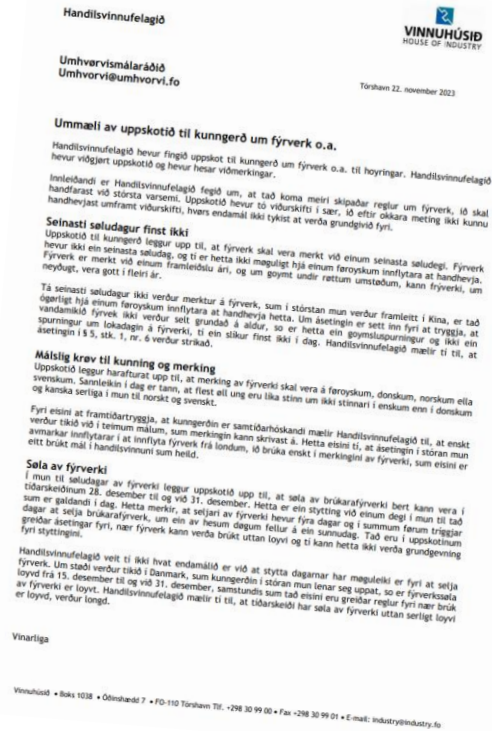 Handilsvinnufelagið
VINNUHÚSIÐ
HOUSE OF INDUSTRY
Umhvørvismálaráðið
Umhvorvi@umhvorvi.fo
Tórshavn 22. november 2023
Ummæli av uppskotið til kunngerð um fýrverk o.a.
Handilsvinnufelagið hevur fingið uppskot til kunngerð um fýrverk o.a. til hoyringar. Handilsvinnufelagið
hevur viðgjørt uppskotið og hevur hesar viðmerkingar.
Innleiðandi er Handilsvinnufelagið fegið um, at tað koma meiri skipaðar reglur um fýrverk, ið skal
handfarast við stórsta varsemi. Uppskotið hevur tó viðurskifti í sær, ið eftir okkara meting ikki kunnu
handhevjast umframt viðurskifti, hvørs endamál ikki tykist at verða grundgivið fyri.
Seinasti søludagur finst ikki
Uppskotið til kunngerð leggur upp til, at fýrverk skal vera merkt við einum seinasta søludegi. Fýrverk
hevur ikki ein seinasta søludag, og tí er hetta ikki møguligt hjá einum føroyskum innflytara at handhevja.
Fýrverk er merkt við einum framleiðslu ári, og um goymt undir røttum umstøðum, kann frýverki, um
neyðugt, vera gott í fleiri ár.
Tá seinasti søludagur ikki verður merktur á fýrverk, sum í stórstan mun verður framleitt í Kina, er tað
ógørligt hjá einum føroyskum innflytara at handhevja hetta. Um ásetingin er sett inn fyri at tryggja, at
vandamikið fýrvek ikki verður selt grundað á aldur, so er hetta ein goymsluspurningur og ikki ein
spurningur um lokadagin á fýrverki, tí ein slíkur finst ikki í dag. Handilsvinnufelagið mælir til, at
ásetingin í § 5, stk. 1, nr. 6 verður strikað.
Málslig krøv til kunning og merking
Uppskotið leggur harafturat upp til, at merking av fýrverki skal vera á føroyskum, donskum, norskum ella
svenskum. Sannleikin í dag er tann, at flest øll ung eru líka stinn um ikki stinnari í enskum enn í donskum
og kanska serliga í mun til norskt og svenskt.
Fyri eisini at framtíðartryggja, at kunngerðin er samtíðarhóskandi mælir Handilsvinnufelagið til, at enskt
verður tikið við í teimum málum, sum merkingin kann skrivast á. Hetta eisini tí, at ásetingin í stóran mun
avmarkar innflytarar í at innflyta fýrverk frá londum, ið brúka enskt í merkingini av fýrverki, sum eisini er
eitt brúkt mál í handilsvinnuni sum heild.
Søla av fýrverki
Í mun til søludagar av fýrverki leggur uppskotið upp til, at søla av brúkarafýrverki bert kann vera í
tíðarskeiðinum 28. desember til og við 31. desember. Hetta er ein stytting við einum degi í mun til tað
sum er galdandi í dag. Hetta merkir, at seljari av fýrverki hevur fýra dagar og í summum førum tríggjar
dagar at selja brúkarafýrverk, um ein av hesum døgum fellur á ein sunnudag. Tað eru í uppskotinum
greiðar ásetingar fyri, nær fýrverk kann verða brúkt uttan loyvi og tí kann hetta ikki verða grundgevning
fyri styttingini.
Handilsvinnufelagið veit tí ikki hvat endamálið er við at stytta dagarnar har møguleiki er fyri at selja
fýrverk. Um støði verður tikið í Danmark, sum kunngerðin í stóran mun lenar seg uppat, so er fýrverkssøla
loyvd frá 15. desember til og við 31. desember, samstundis sum tað eisini eru greiðar reglur fyri nær brúk
av fýrverki er loyvt. Handilsvinnufelagið mælir tí til, at tíðarskeiði har søla av fýrverki uttan serligt loyvi
er loyvd, verður longd.
Vinarliga
Vinnuhúsið • Boks 1038 • Óðinshædd 7 • FO-110 Tórshavn Tlf. +298 30 99 00 • Fax +298 30 99 01 • E-mail: industry@industry.fo